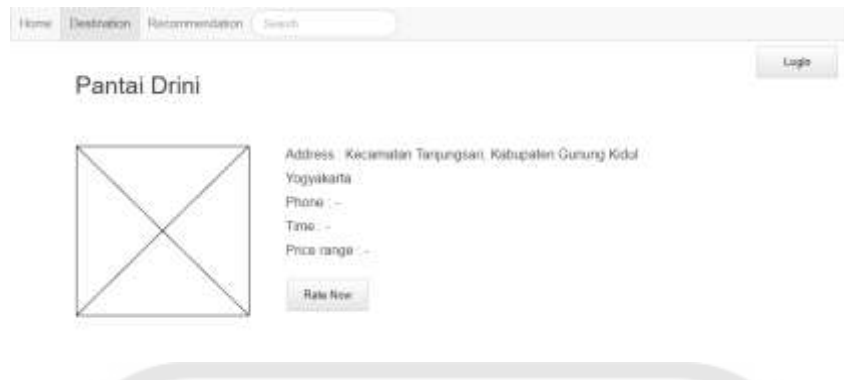 Home Destination Recommendation Search
Login
Pantai Drini
Address : Kecamatan Tanjungsari, Kabupaten Gunung Kidul
Yogyakarta
Phone : -
Time : -
Price range : -
Rate Now